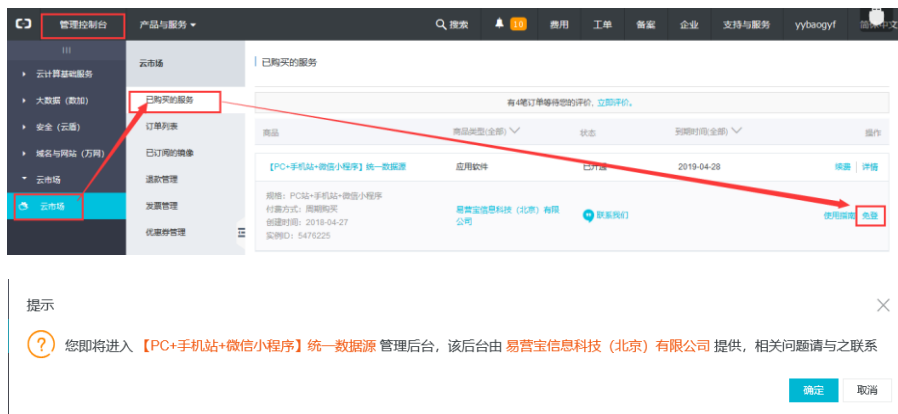 管理控制台 产品与服务 搜索 10 费用 工单 备案 企业 支持与服务 yybaogyf 简体中文
云计算基础服务
大数据（数加）
安全（云盾）
域名与网站（万网）
云市场
云市场
云市场
已购买的服务
订单列表
已订阅的镜像
退款管理
发票管理
优惠券管理
已购买的服务
有4笔订单等待您的评价, 立即评价。
商品 商品类型(全部) 状态 到期时间(全部) 操作
【PC+手机站+微信小程序】统一数据源 应用软件 已开通 2019-04-28 续费 详情
规格：PC站+手机站+微信小程序
付费方式：周期购买
创建时间：2018-04-27
实例ID：5476225
易营宝信息科技（北京）有限
公司
联系我们
使用指南 免登
提示
您即将进入【PC+手机站+微信小程序】统一数据源 管理后台，该后台由 易营宝信息科技（北京）有限公司 提供，相关问题请与之联系
确定 取消